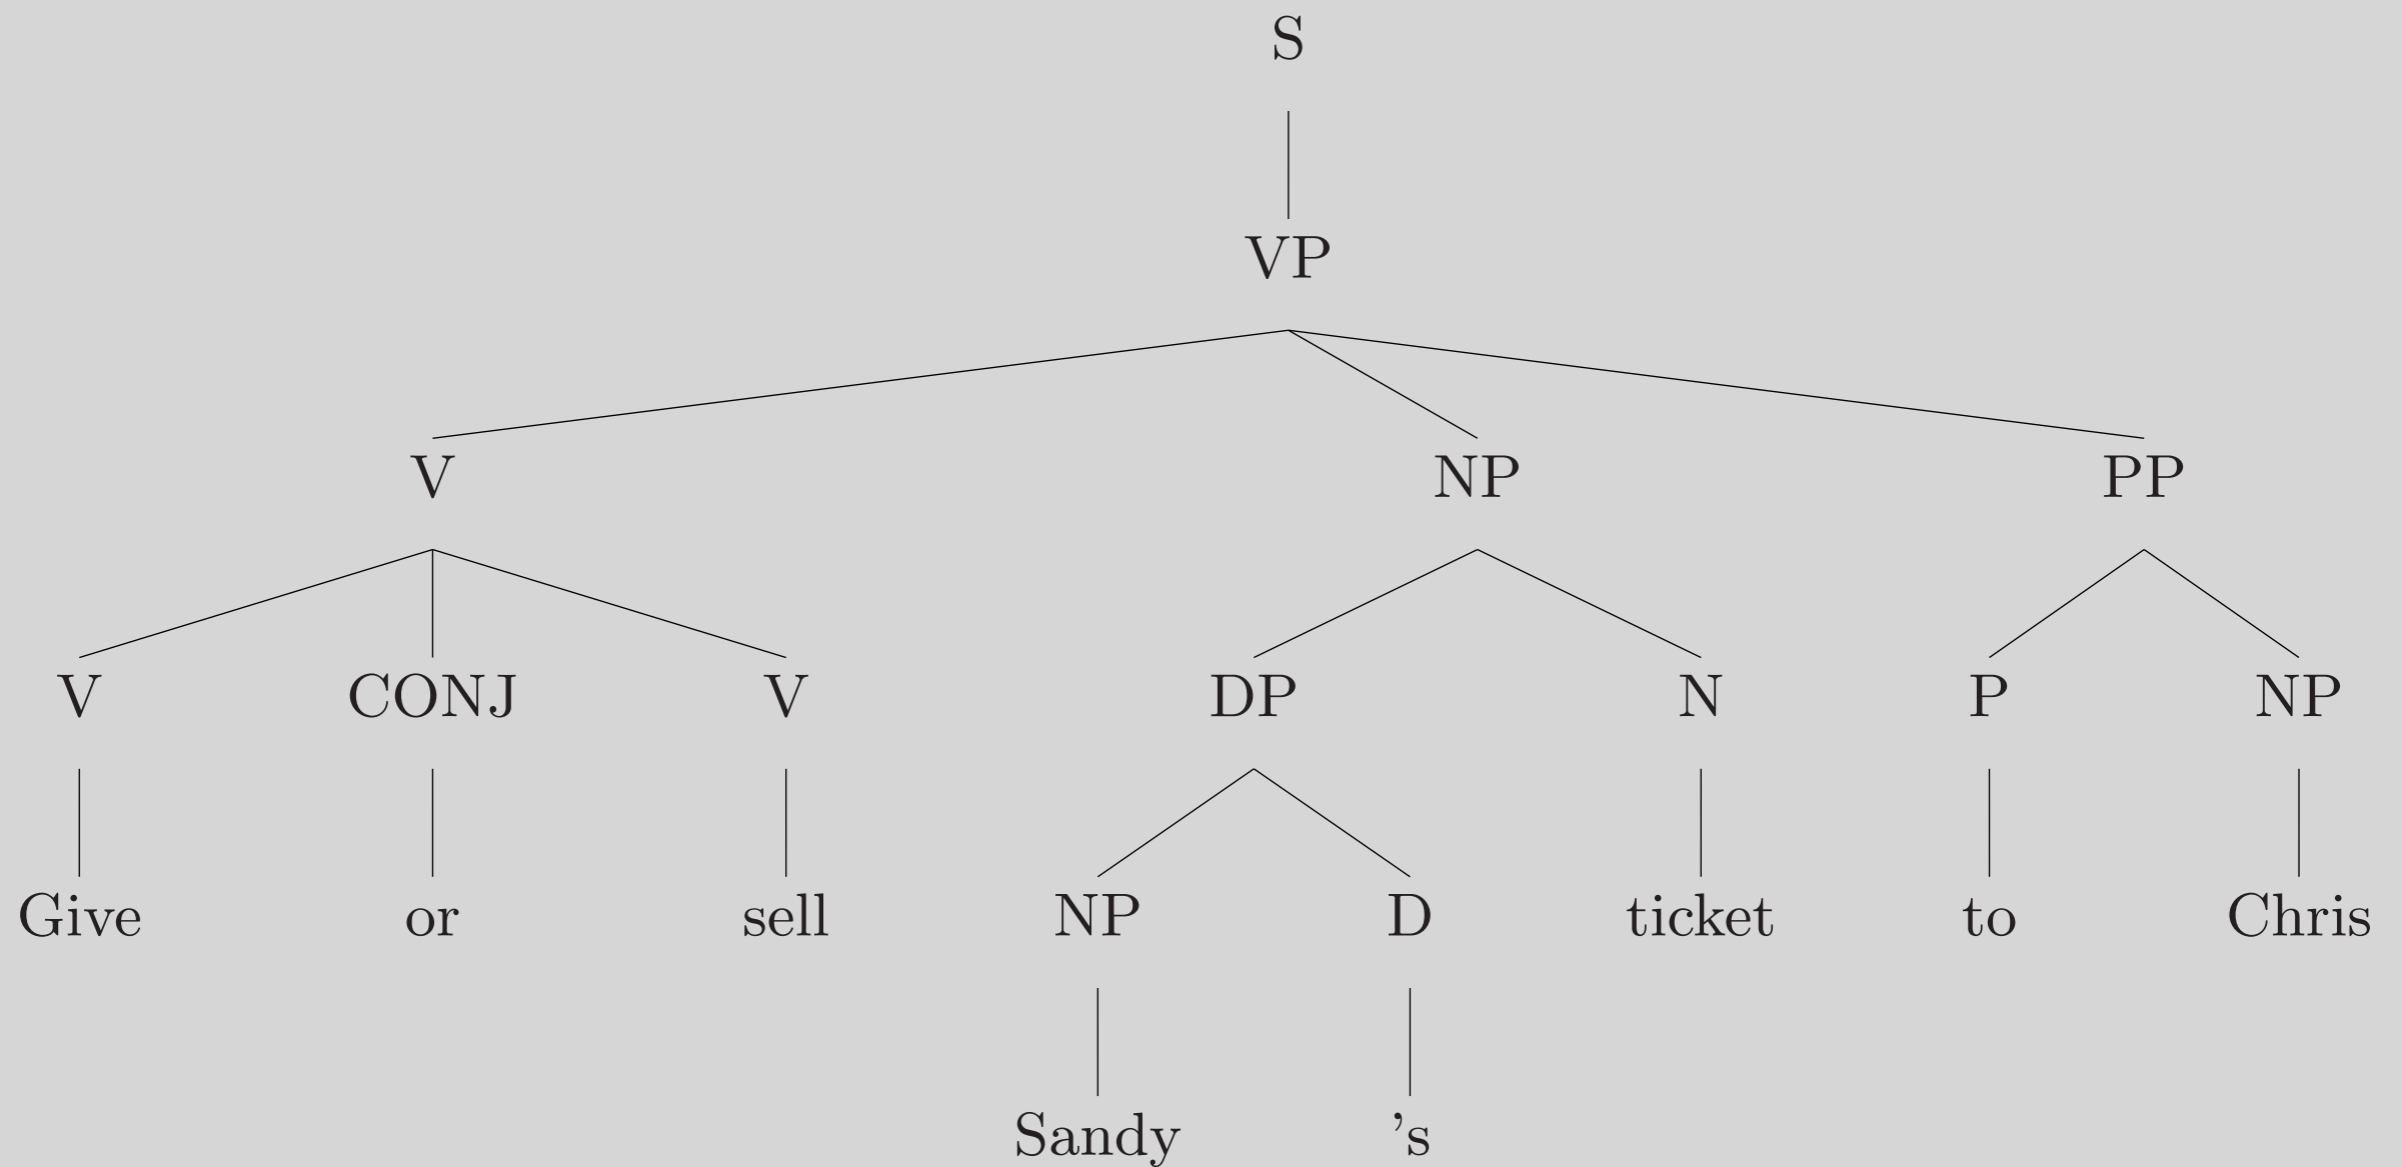 S
VP
V NP PP
V CONJ V DP N P NP
Give or sell NP D ticket to Chris
Sandy ’s